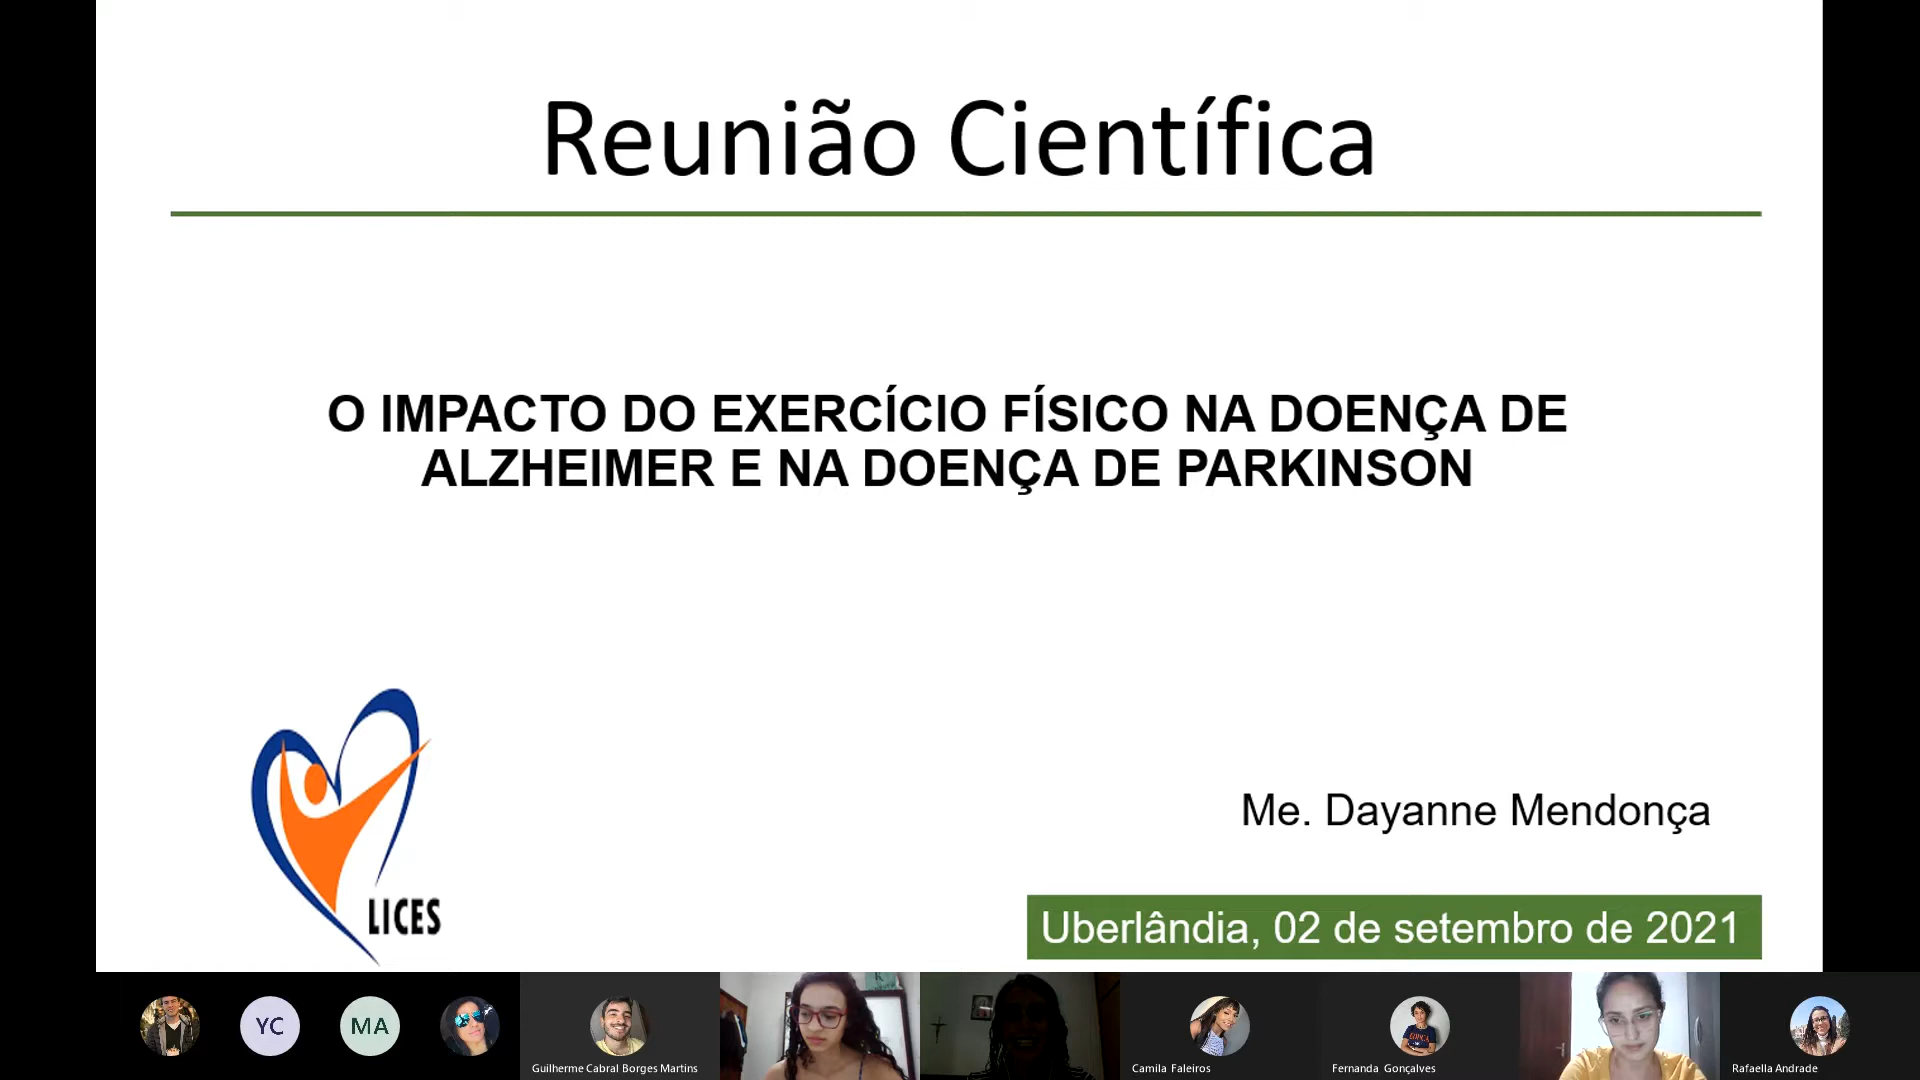 Reunião Científica
O IMPACTO DO EXERCÍCIO FÍSICO NA DOENÇA DE
ALZHEIMER E NA DOENÇA DE PARKINSON
LICES
Me. Dayanne Mendonça
Uberlândia, 02 de setembro de 2021
YC
MA
Guilherme Cabral Borges Martins
Camila Faleiros
Fernanda Gonçalves
Rafaella Andrade